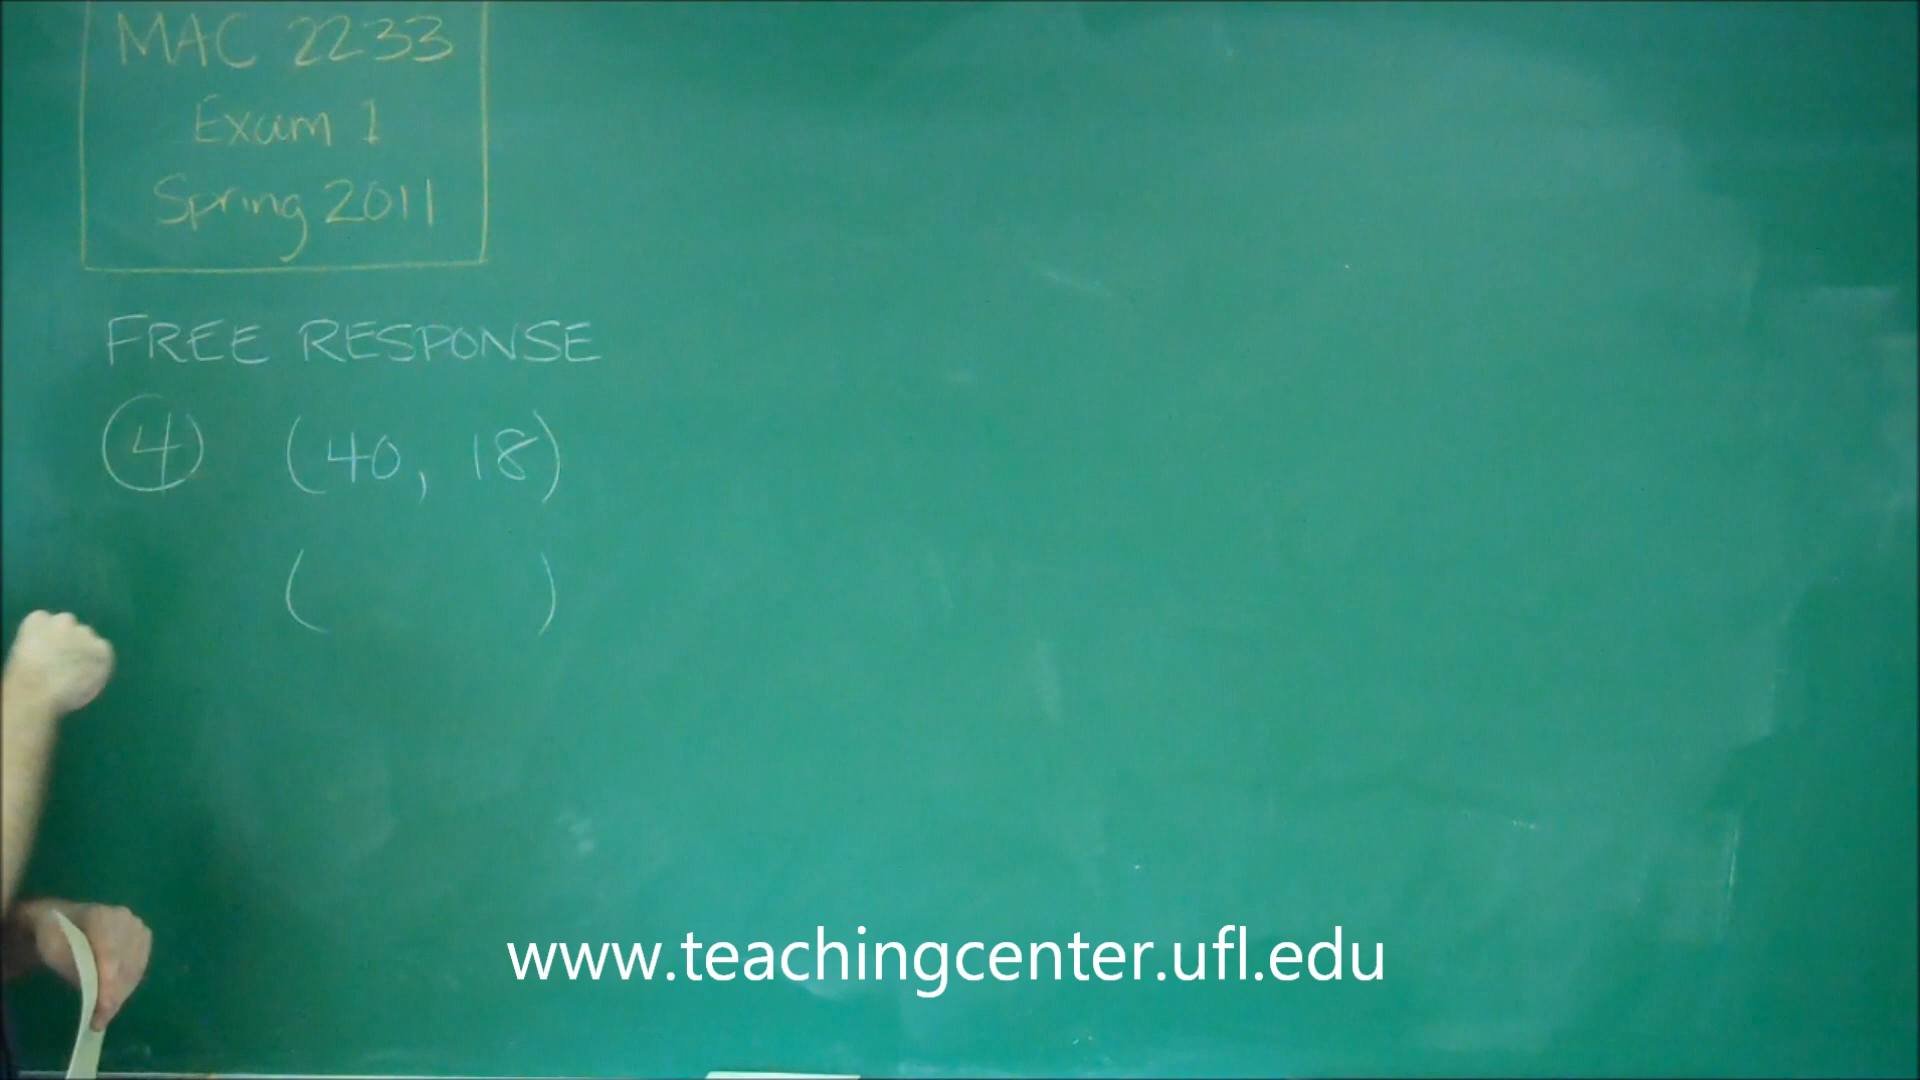 MAC 2233
Exam 1
Spring 2011
FREE RESPONSE
4 (40, 18)
( )
www.teachingcenter.ufl.edu